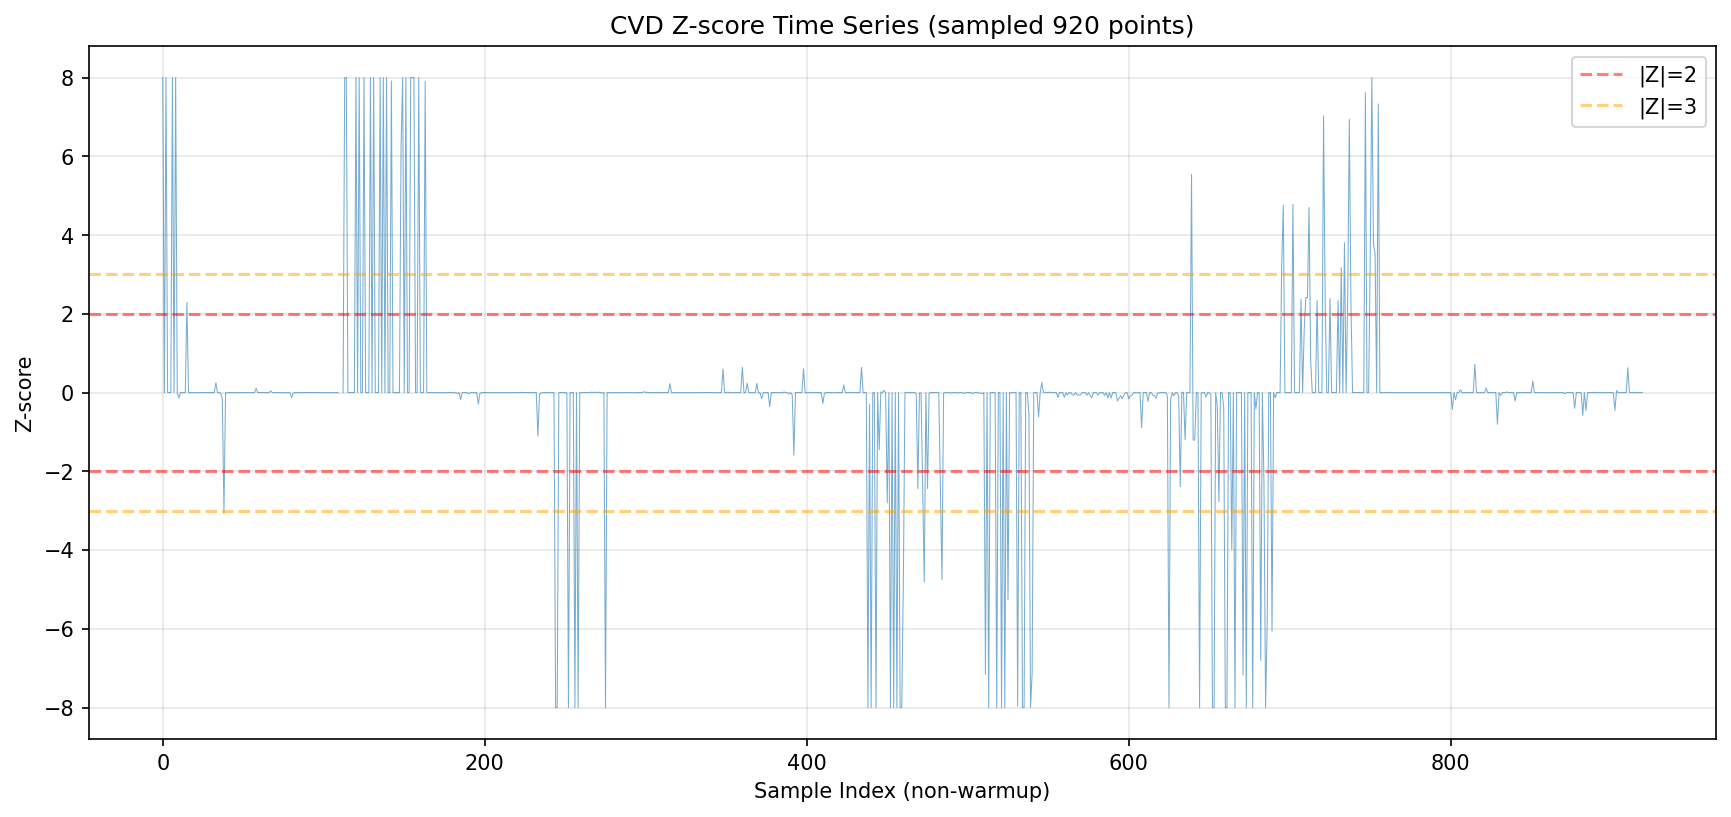 CVD Z-score Time Series (sampled 920 points)
|Z|=2
|Z|=3
8
6
4
2
0
−2
−4
−6
−8
Z-score
0
200
400
600
800
Sample Index (non-warmup)